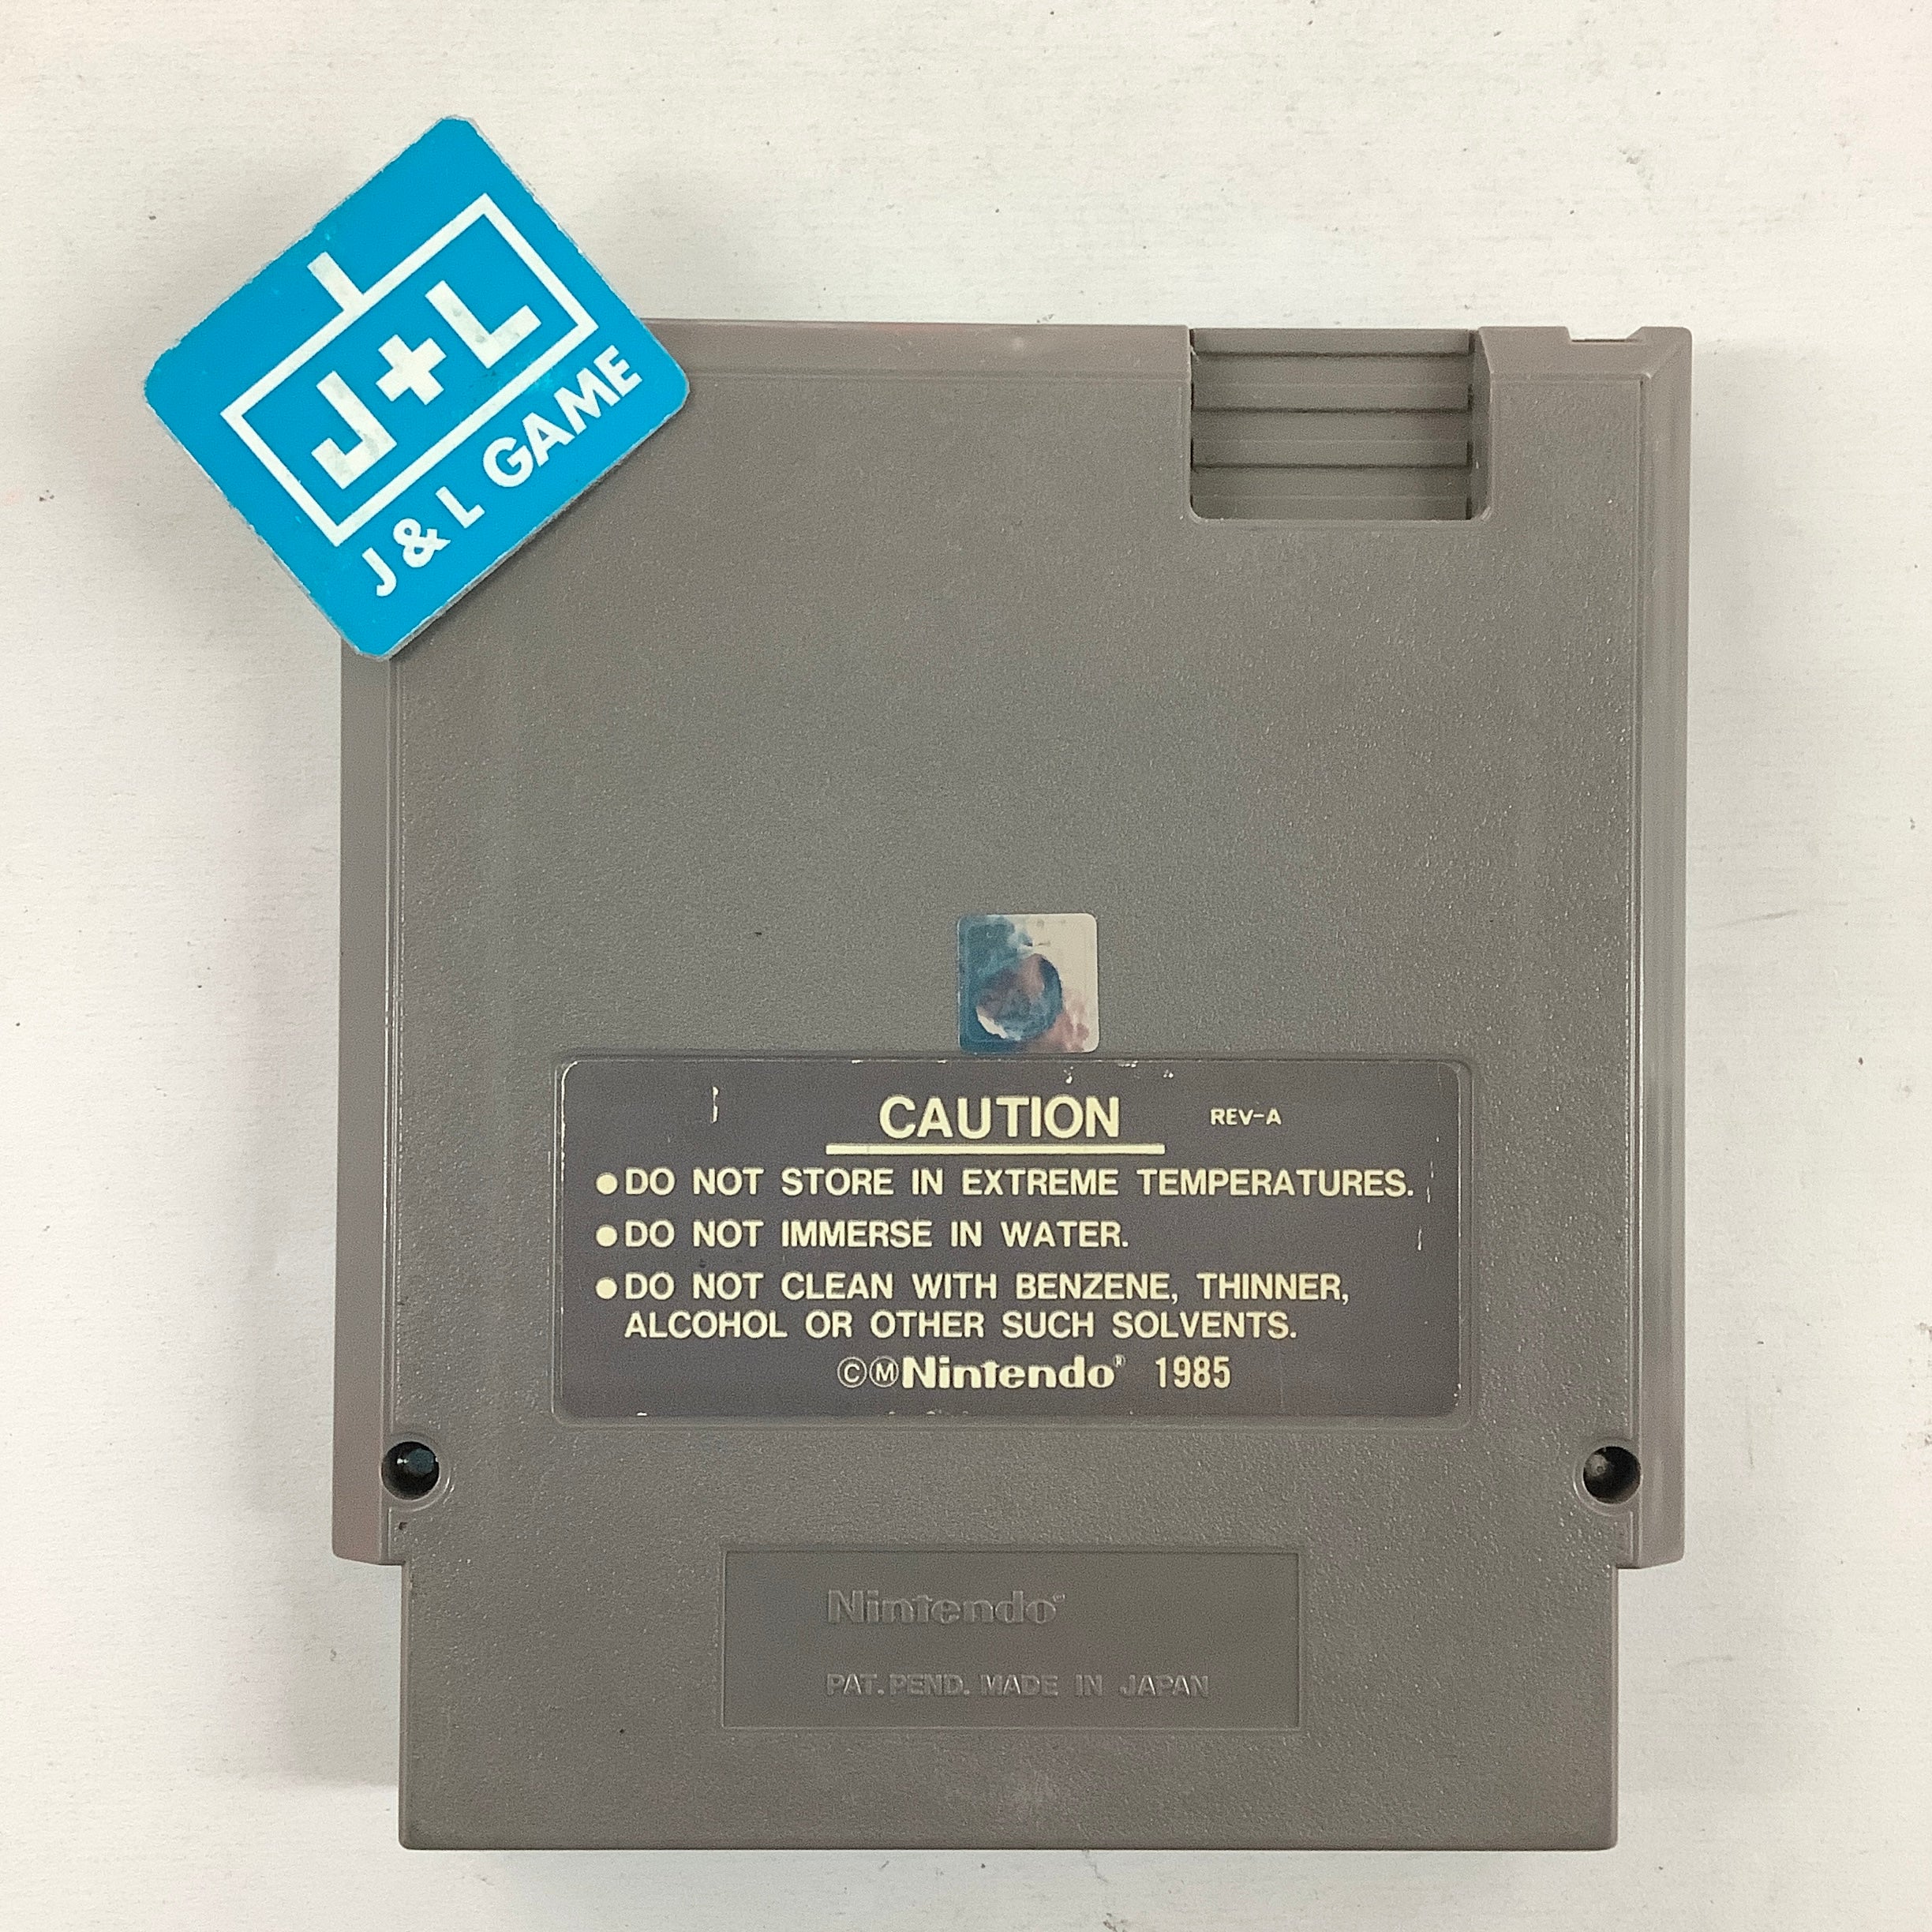 J+L
J & L GAME
CAUTION REV-A
●DO NOT STORE IN EXTREME TEMPERATURES.
●DO NOT IMMERSE IN WATER.
●DO NOT CLEAN WITH BENZENE, THINNER,
ALCOHOL OR OTHER SUCH SOLVENTS.
©ⓂNintendo® 1985
Nintendo®
PAT. PEND. MADE IN JAPAN